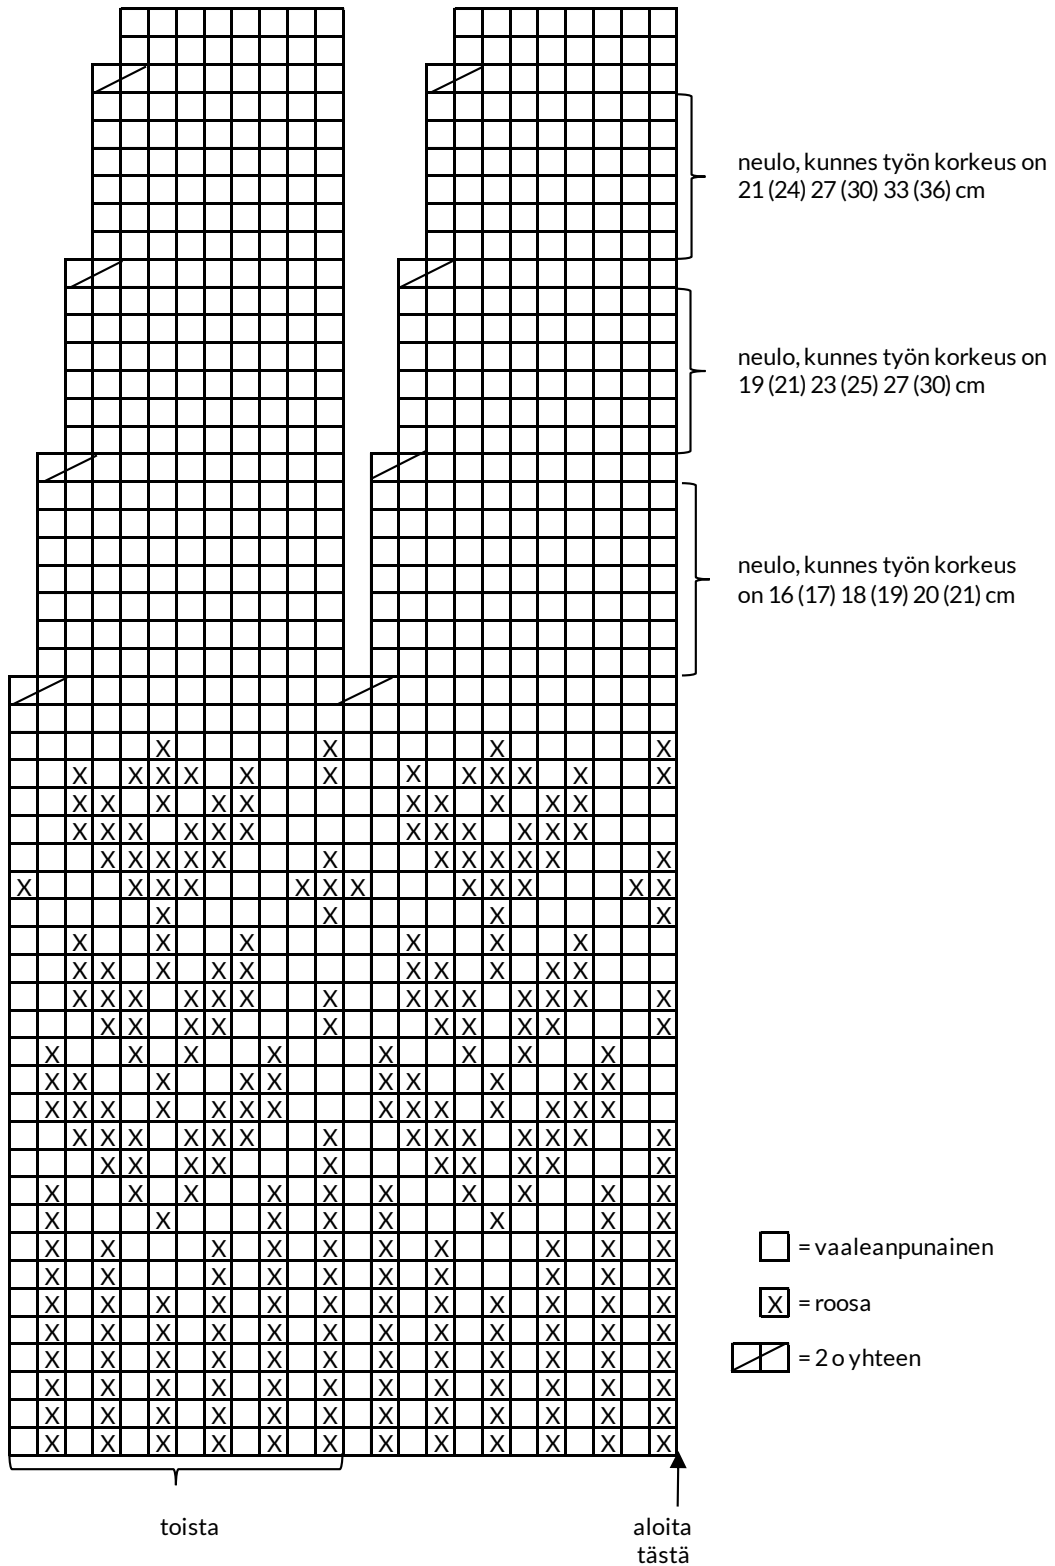 neulo, kunnes työn korkeus on
21 (24) 27 (30) 33 (36) cm
neulo, kunnes työn korkeus on
19 (21) 23 (25) 27 (30) cm
neulo, kunnes työn korkeus
on 16 (17) 18 (19) 20 (21) cm
= vaaleanpunainen
X = roosa
= 2 o yhteen
toista
aloita
tästä